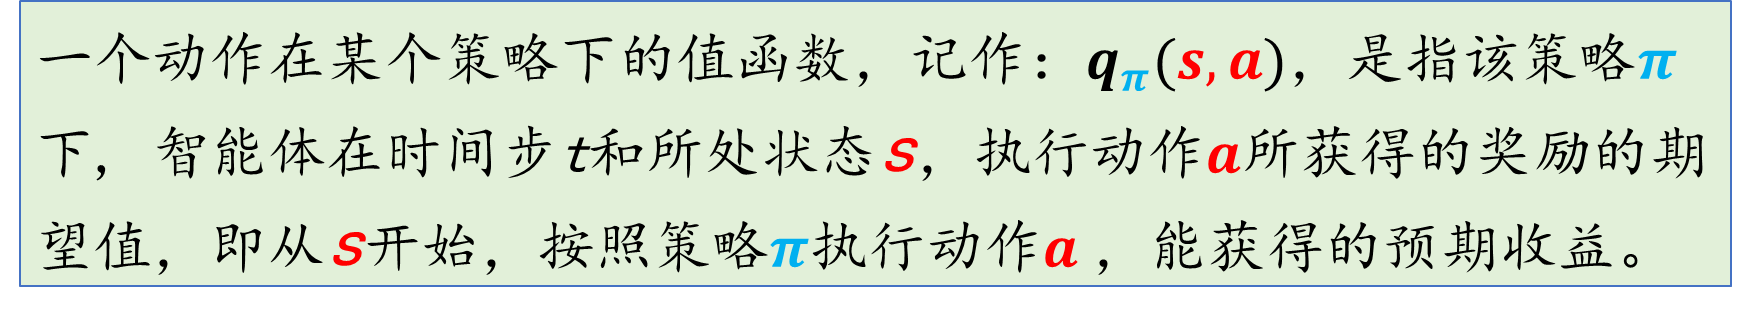 一个动作在某个策略下的值函数，记作：qπ(s,a)，是指该策略π
下，智能体在时间步t和所处状态s，执行动作a所获得的奖励的期
望值，即从s开始，按照策略π执行动作a，能获得的预期收益。